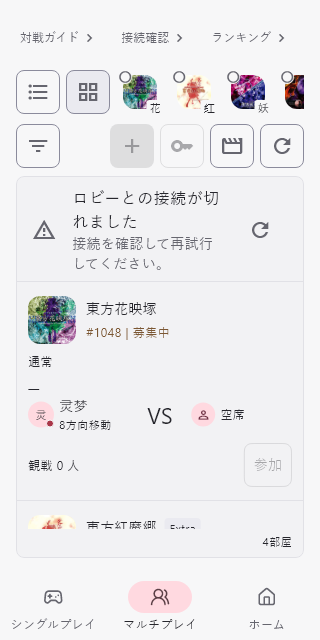 対戦ガイド
接続確認
ランキング
花
紅
妖
ロビーとの接続が切
れました
接続を確認して再試行
してください。
東方花映塚
#1048 | 募集中
通常
—
霊
霊梦
8方向移動
VS
空席
観戦 0 人
参加
東方紅魔郷
Extra
4部屋
シングルプレイ
マルチプレイ
ホーム